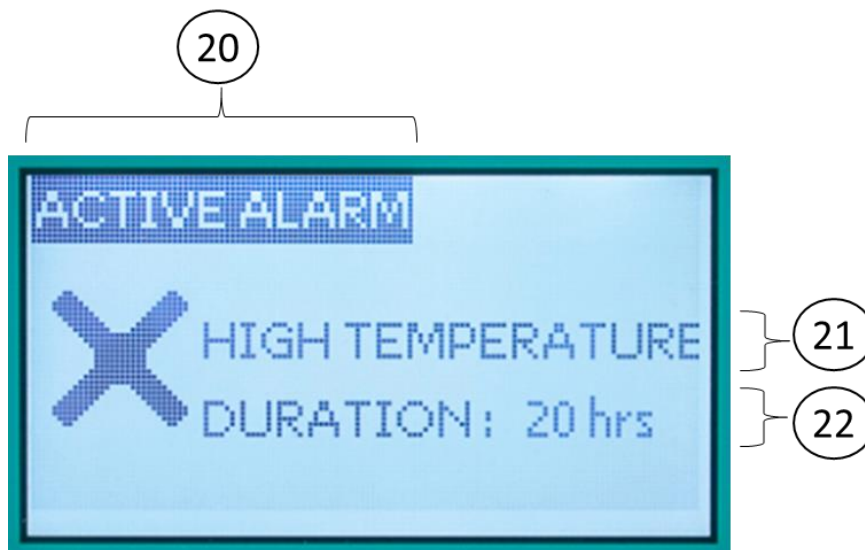 20
ACTIVE ALARM
HIGH TEMPERATURE
21
DURATION: 20 hrs
22